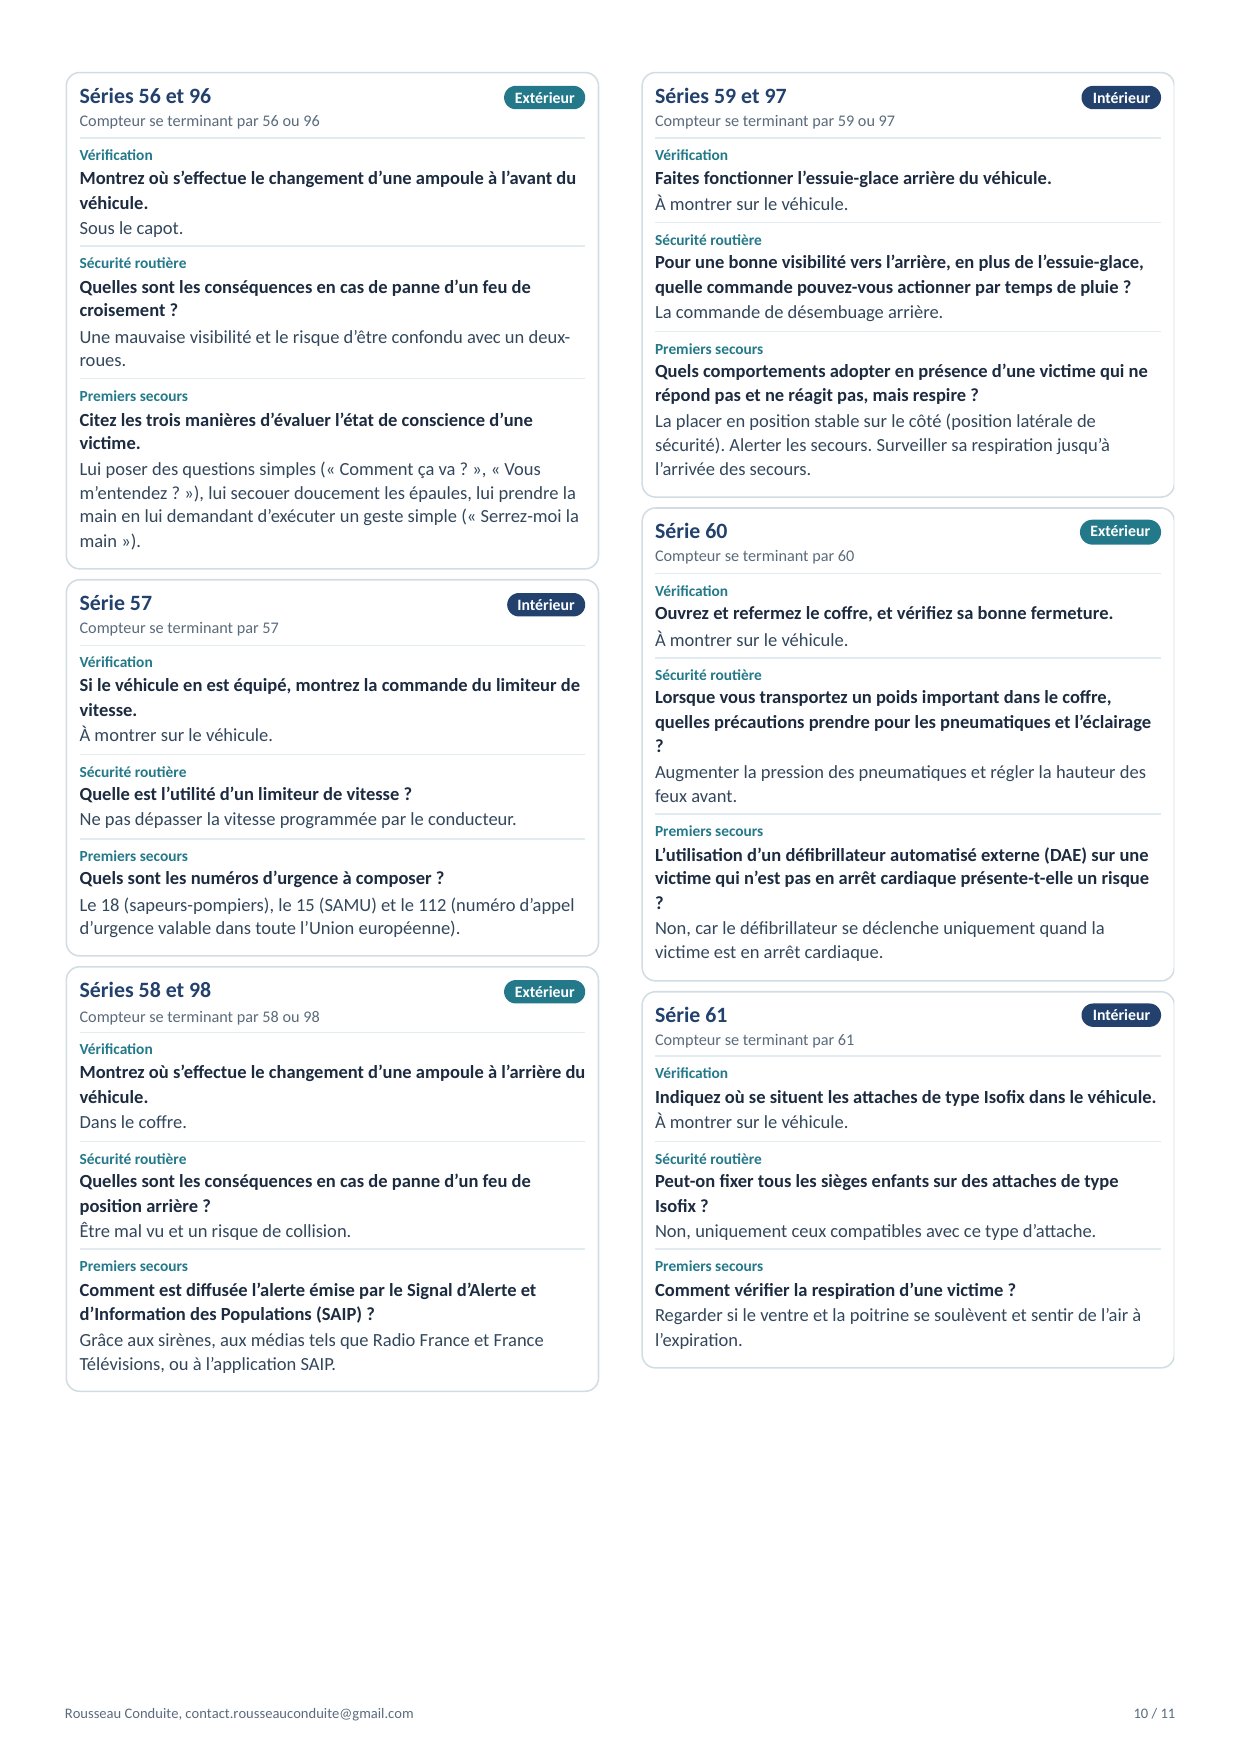 Séries 56 et 96
Extérieur
Compteur se terminant par 56 ou 96
Vérification
Montrez où s’effectue le changement d’une ampoule à l’avant du
véhicule.
Sous le capot.
Sécurité routière
Quelles sont les conséquences en cas de panne d’un feu de
croisement ?
Une mauvaise visibilité et le risque d’être confondu avec un deux-
roues.
Premiers secours
Citez les trois manières d’évaluer l’état de conscience d’une
victime.
Lui poser des questions simples (« Comment ça va ? », « Vous
m’entendez ? »), lui secouer doucement les épaules, lui prendre la
main en lui demandant d’exécuter un geste simple (« Serrez-moi la
main »).
Série 57
Intérieur
Compteur se terminant par 57
Vérification
Si le véhicule en est équipé, montrez la commande du limiteur de
vitesse.
À montrer sur le véhicule.
Sécurité routière
Quelle est l’utilité d’un limiteur de vitesse ?
Ne pas dépasser la vitesse programmée par le conducteur.
Premiers secours
Quels sont les numéros d’urgence à composer ?
Le 18 (sapeurs-pompiers), le 15 (SAMU) et le 112 (numéro d’appel
d’urgence valable dans toute l’Union européenne).
Séries 58 et 98
Extérieur
Compteur se terminant par 58 ou 98
Vérification
Montrez où s’effectue le changement d’une ampoule à l’arrière du
véhicule.
Dans le coffre.
Sécurité routière
Quelles sont les conséquences en cas de panne d’un feu de
position arrière ?
Être mal vu et un risque de collision.
Premiers secours
Comment est diffusée l’alerte émise par le Signal d’Alerte et
d’Information des Populations (SAIP) ?
Grâce aux sirènes, aux médias tels que Radio France et France
Télévisions, ou à l’application SAIP.
Séries 59 et 97
Intérieur
Compteur se terminant par 59 ou 97
Vérification
Faites fonctionner l’essuie-glace arrière du véhicule.
À montrer sur le véhicule.
Sécurité routière
Pour une bonne visibilité vers l’arrière, en plus de l’essuie-glace,
quelle commande pouvez-vous actionner par temps de pluie ?
La commande de désembuage arrière.
Premiers secours
Quels comportements adopter en présence d’une victime qui ne
répond pas et ne réagit pas, mais respire ?
La placer en position stable sur le côté (position latérale de
sécurité). Alerter les secours. Surveiller sa respiration jusqu’à
l’arrivée des secours.
Série 60
Extérieur
Compteur se terminant par 60
Vérification
Ouvrez et refermez le coffre, et vérifiez sa bonne fermeture.
À montrer sur le véhicule.
Sécurité routière
Lorsque vous transportez un poids important dans le coffre,
quelles précautions prendre pour les pneumatiques et l’éclairage
?
Augmenter la pression des pneumatiques et régler la hauteur des
feux avant.
Premiers secours
L’utilisation d’un défibrillateur automatisé externe (DAE) sur une
victime qui n’est pas en arrêt cardiaque présente-t-elle un risque
?
Non, car le défibrillateur se déclenche uniquement quand la
victime est en arrêt cardiaque.
Série 61
Intérieur
Compteur se terminant par 61
Vérification
Indiquez où se situent les attaches de type Isofix dans le véhicule.
À montrer sur le véhicule.
Sécurité routière
Peut-on fixer tous les sièges enfants sur des attaches de type
Isofix ?
Non, uniquement ceux compatibles avec ce type d’attache.
Premiers secours
Comment vérifier la respiration d’une victime ?
Regarder si le ventre et la poitrine se soulèvent et sentir de l’air à
l’expiration.
Rousseau Conduite, contact.rousseauconduite@gmail.com
10 / 11